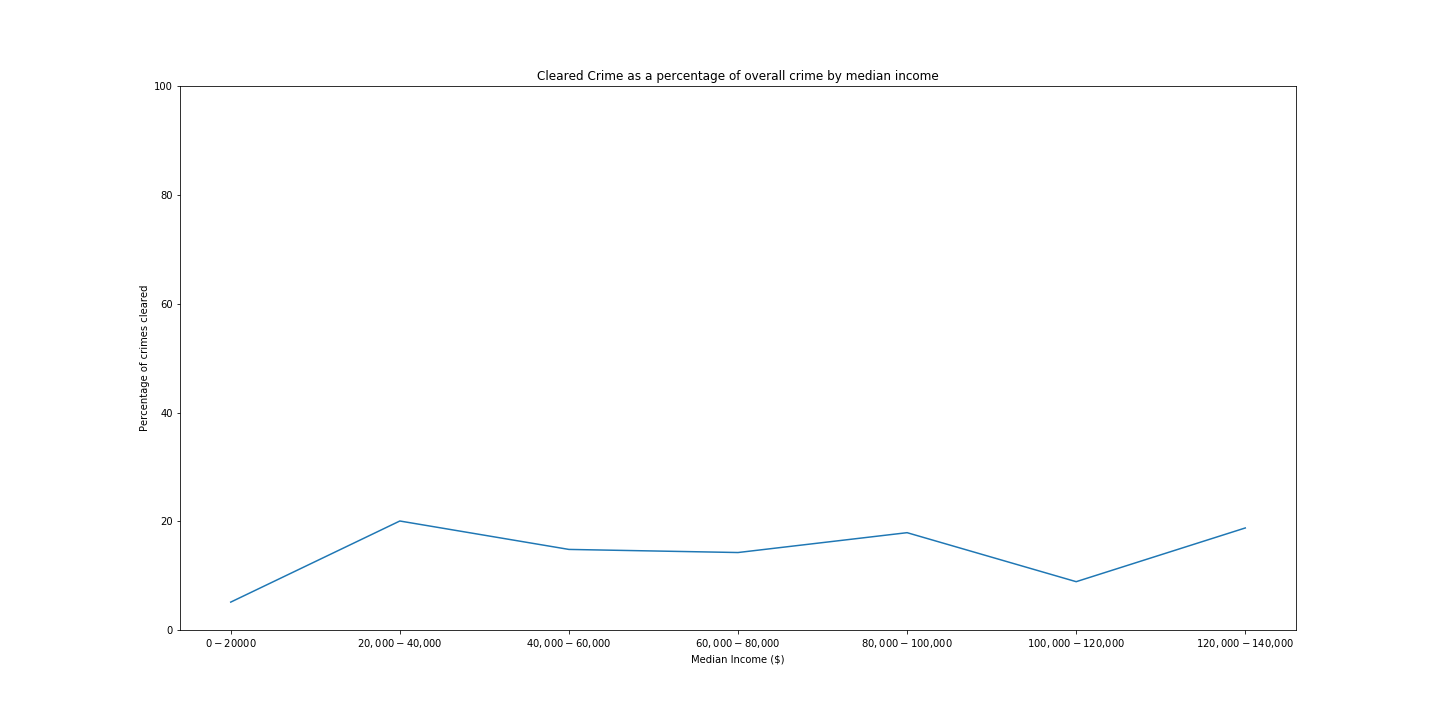 Cleared Crime as a percentage of overall crime by median income
100
80
60
40
20
0
Percentage of crimes cleared
0 − 20000
20,000 − 40,000
40,000 − 60,000
60,000 − 80,000
80,000 − 100,000
100,000 − 120,000
120,000 − 140,000
Median Income ($)